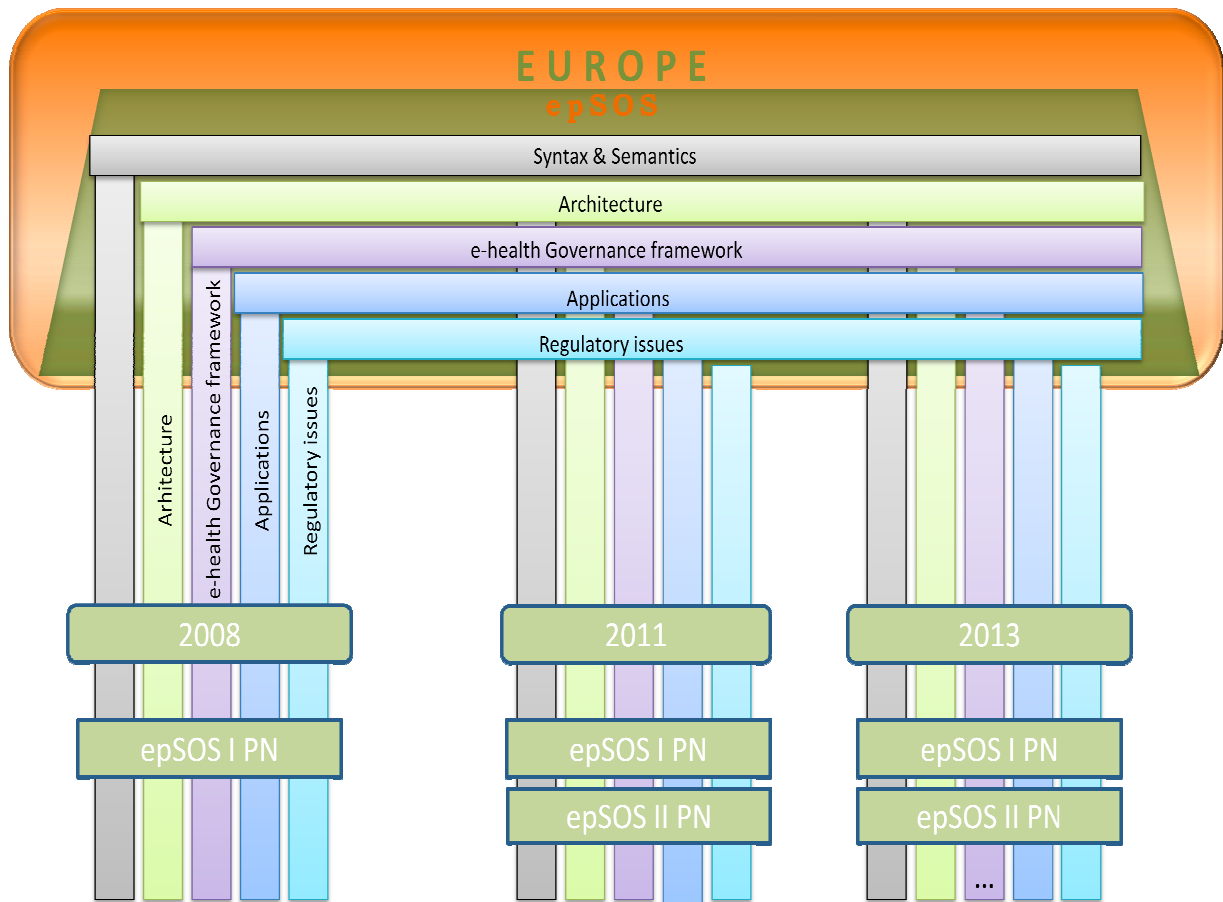 EUROPE
epSOS
Syntax & Semantics
Architecture
e-health Governance framework
Applications
Regulatory issues
Arhitecture
e-health Governance framework
Applications
Regulatory issues
2008
2011
2013
epSOS I PN
epSOS I PN
epSOS I PN
epSOS II PN
epSOS II PN
...